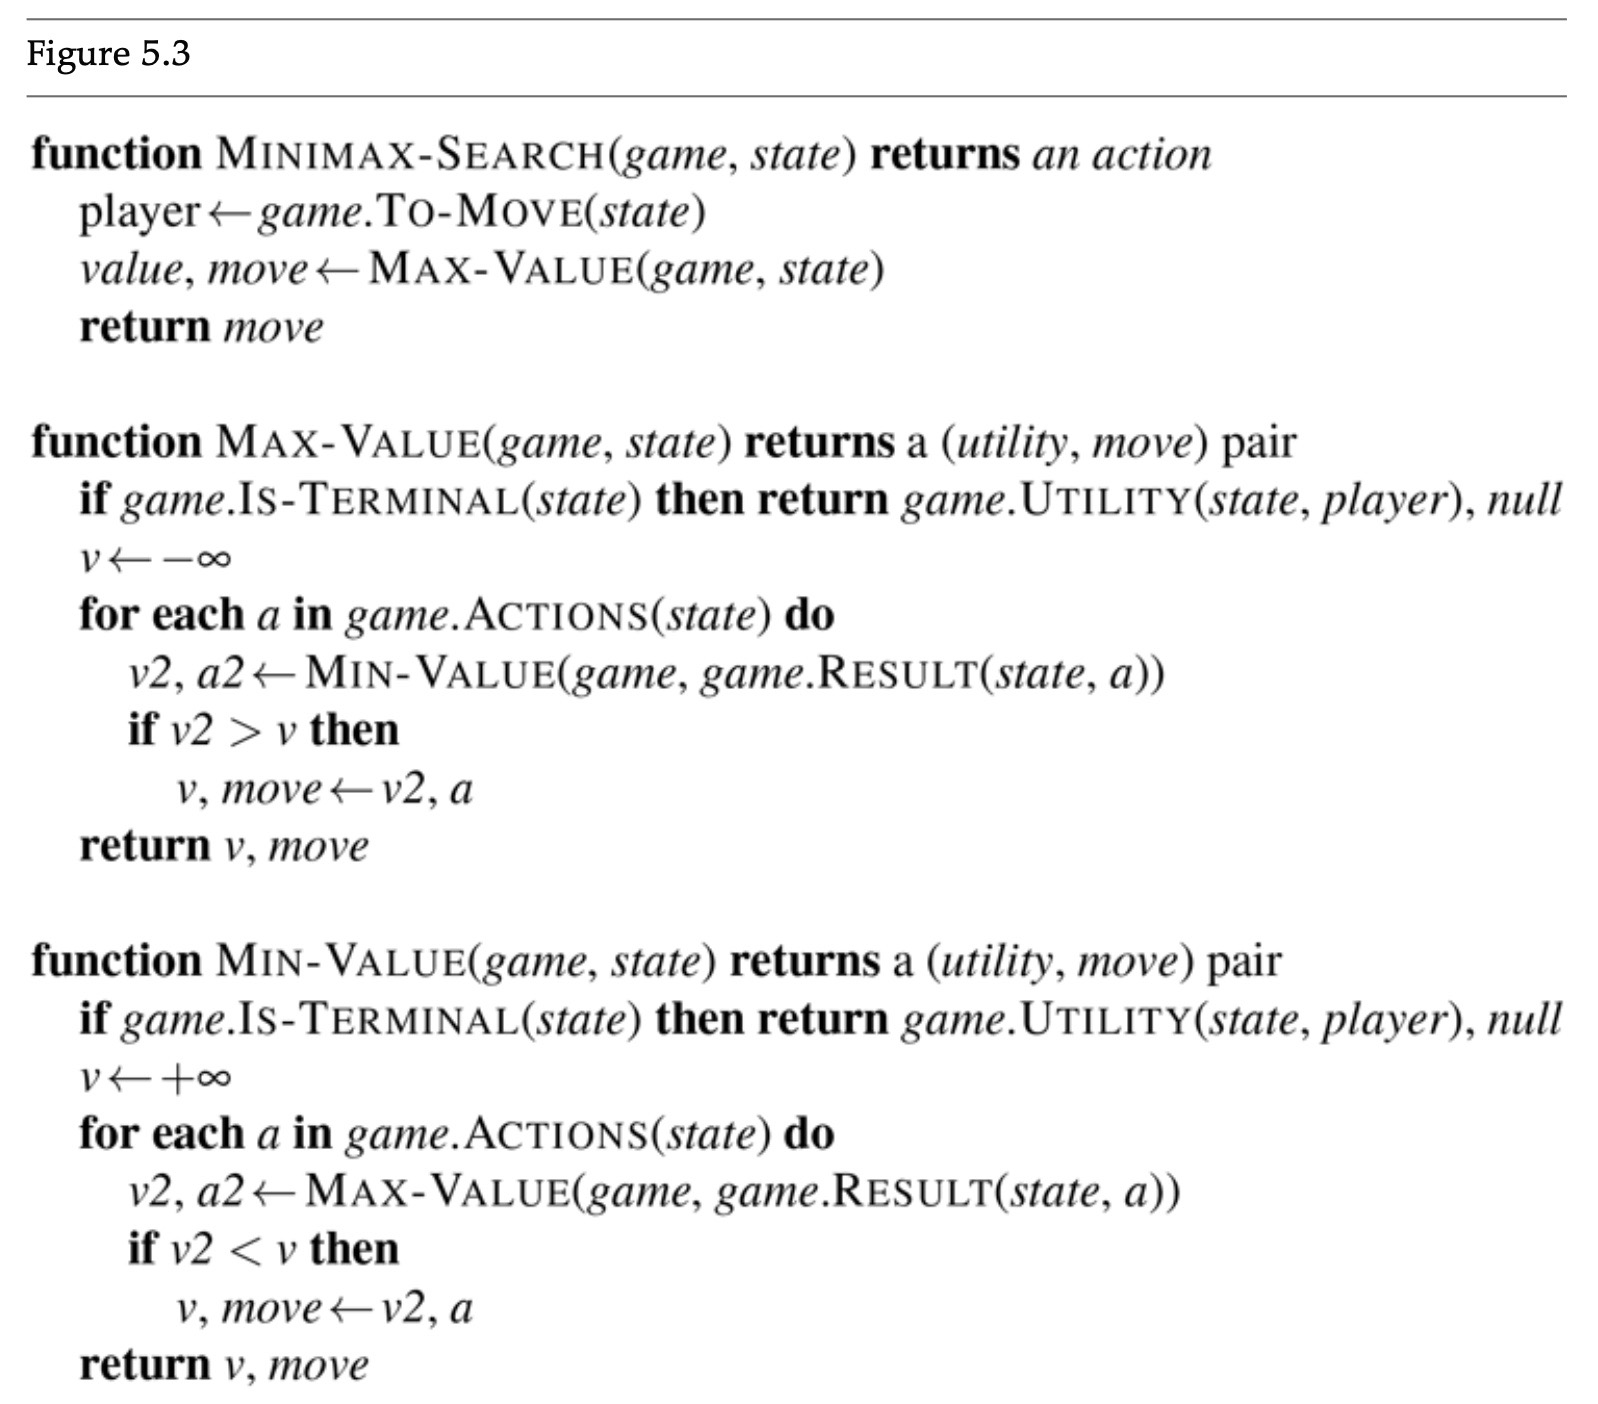 Figure 5.3
function MINIMAX-SEARCH(game, state) returns an action
player←game.TO-MOVE(state)
value, move←MAX-VALUE(game, state)
return move
function MAX-VALUE(game, state) returns a (utility, move) pair
if game.IS-TERMINAL(state) then return game.UTILITY(state, player), null
v←−∞
for each a in game.ACTIONS(state) do
v2, a2←MIN-VALUE(game, game.RESULT(state, a))
if v2 > v then
v, move←v2, a
return v, move
function MIN-VALUE(game, state) returns a (utility, move) pair
if game.IS-TERMINAL(state) then return game.UTILITY(state, player), null
v←+∞
for each a in game.ACTIONS(state) do
v2, a2←MAX-VALUE(game, game.RESULT(state, a))
if v2 < v then
v, move←v2, a
return v, move